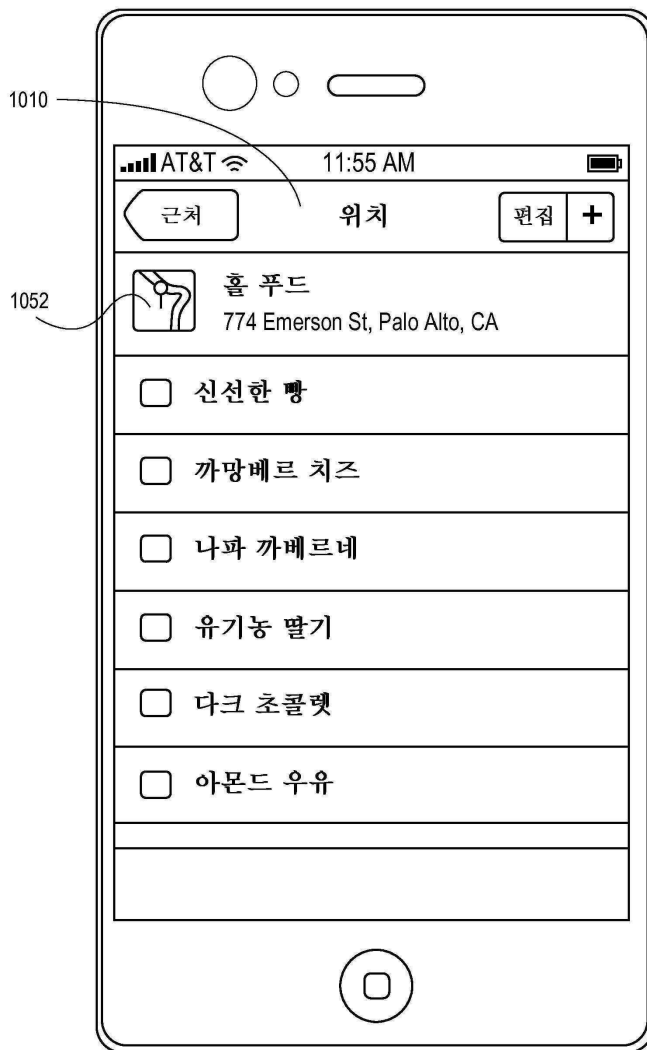 1010
AT&T 11:55 AM
근처 위치 편집 +
1052
홀 푸드
774 Emerson St, Palo Alto, CA
신선한 빵
까망베르 치즈
나파 까베르네
유기농 딸기
다크 초콜렛
아몬드 우유